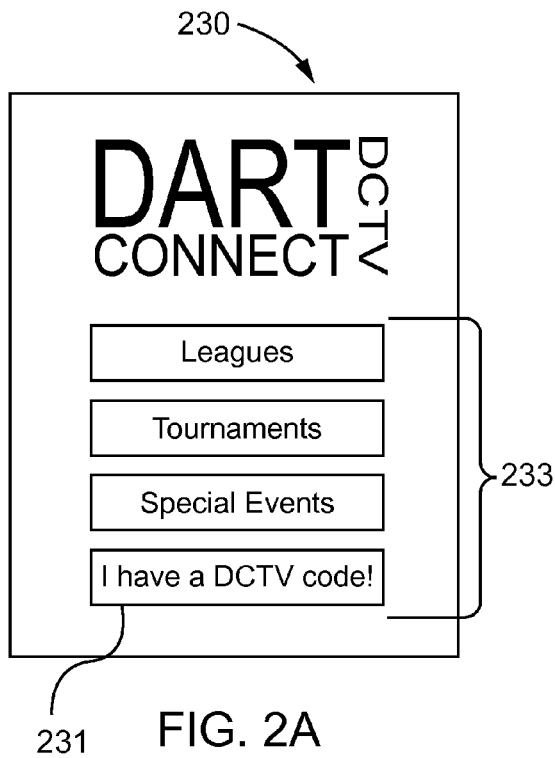 230
DART
CONNECT
DCTV
Leagues
Tournaments
Special Events
I have a DCTV code!
233
231
FIG. 2A